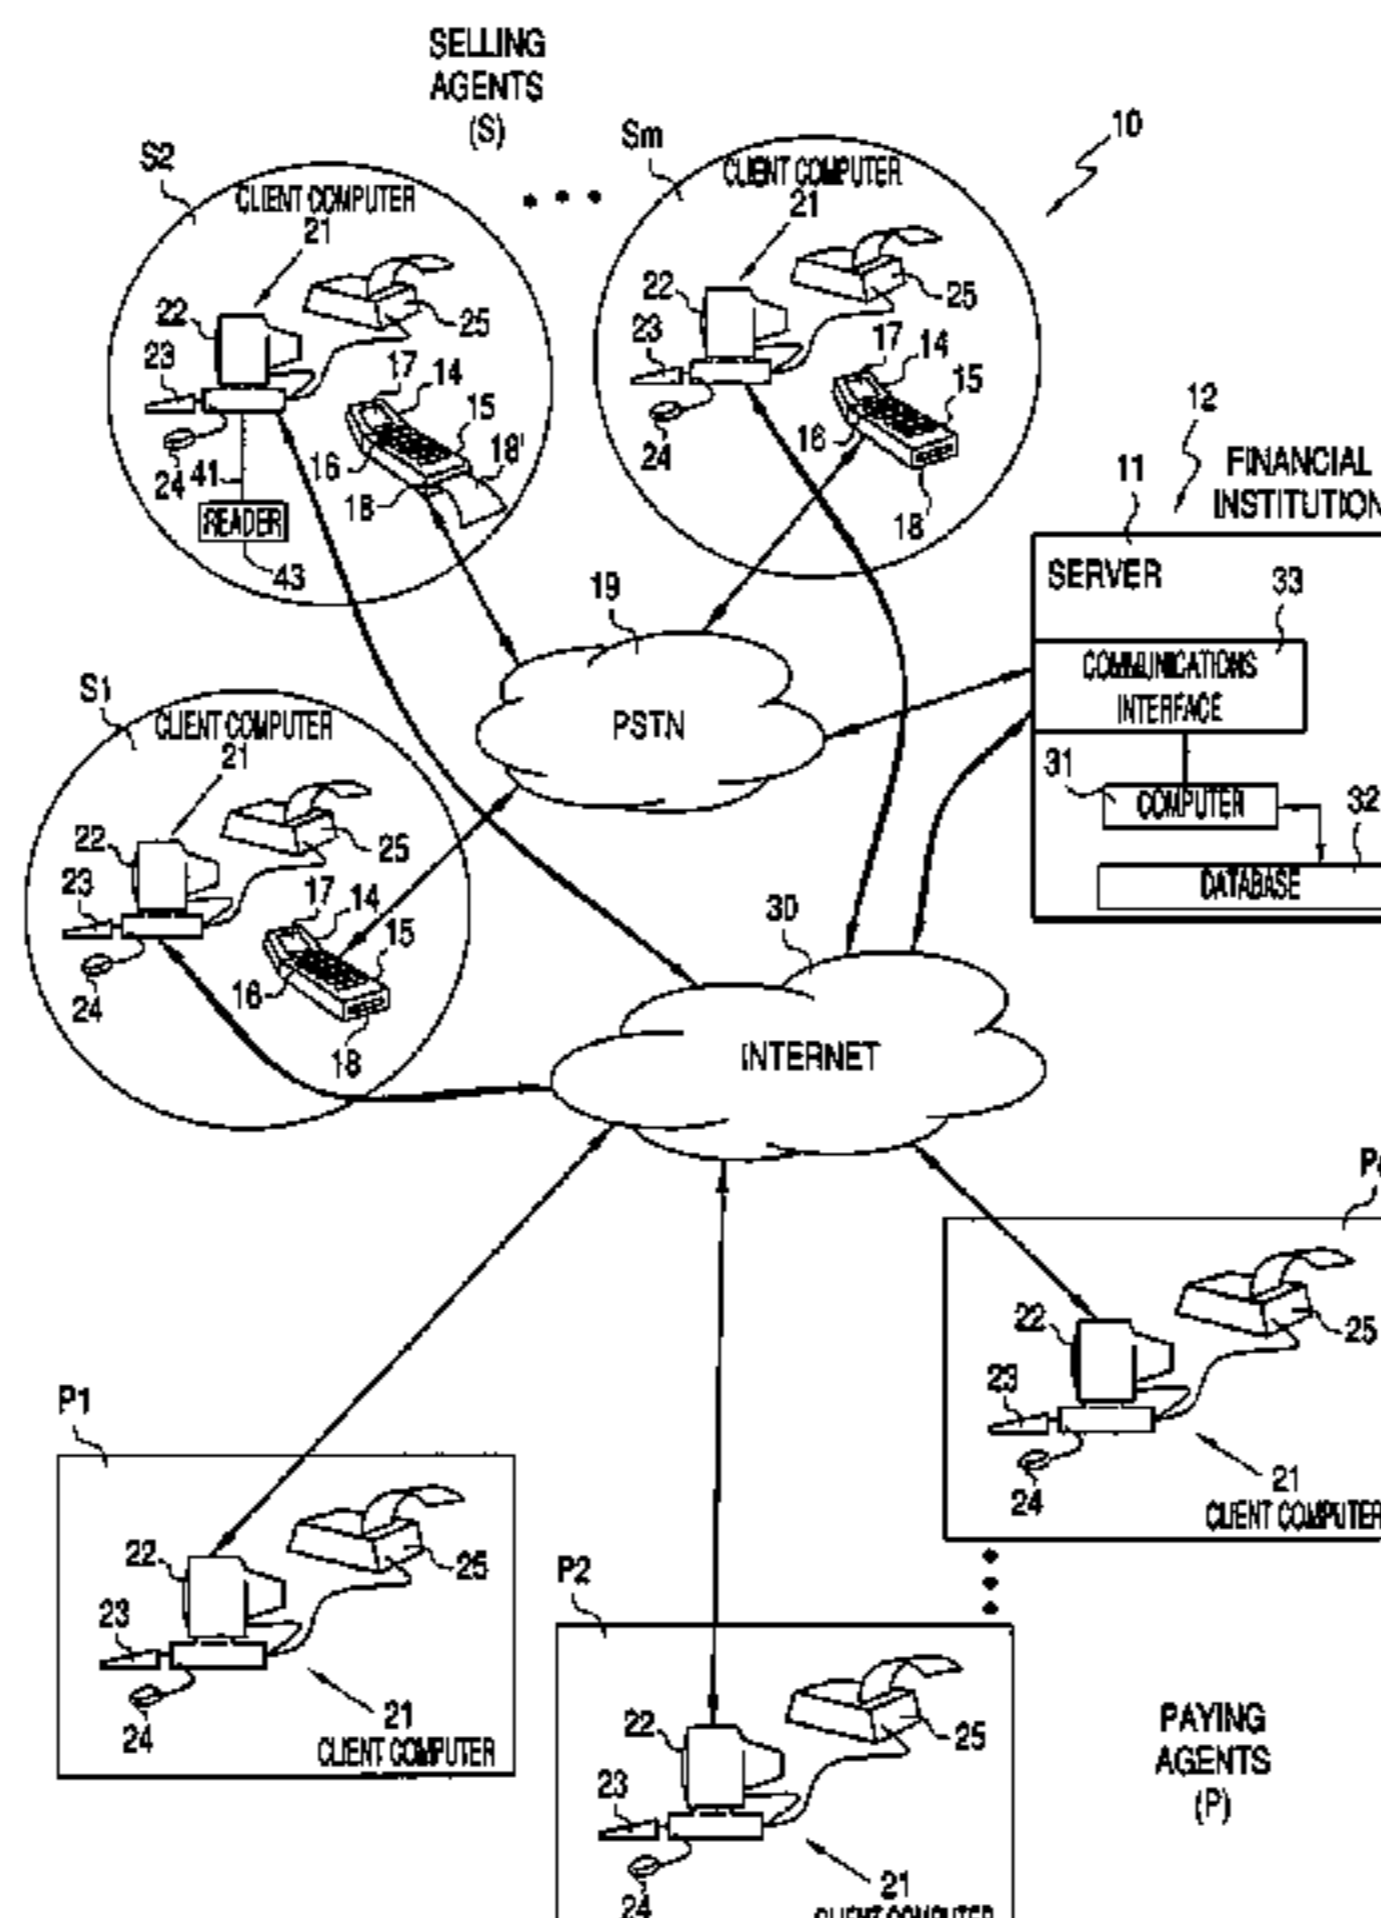 SELLING
AGENTS
(S)
10
S2
CLIENT COMPUTER
21
22
25
23
17
14
15
16
18'
24
41
18
READER
43
Sm
CLIENT COMPUTER
21
22
25
23
17
14
15
16
24
18
12
FINANCIAL
INSTITUTION
11
SERVER
33
COMMUNICATIONS
INTERFACE
31
COMPUTER
32
DATABASE
19
PSTN
S1
CLIENT COMPUTER
21
22
25
23
17
14
15
16
24
18
30
INTERNET
22
25
23
24
21
CLIENT COMPUTER
P1
22
25
23
24
21
CLIENT COMPUTER
P2
22
25
23
24
21
CLIENT COMPUTER
PAYING
AGENTS
(P)